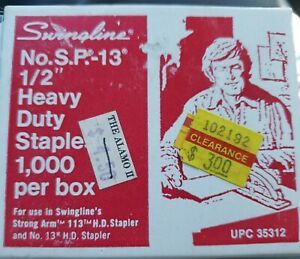 Swingline®
No. S.P.®-13®
1/2"
Heavy
Duty
Staple
1,000
per box
For use in Swingline's
Strong Arm™ 113™ H.D. Stapler
and No. 13® H.D. Stapler
THE ALAMO II
102192
CLEARANCE
$ 300
UPC 35312